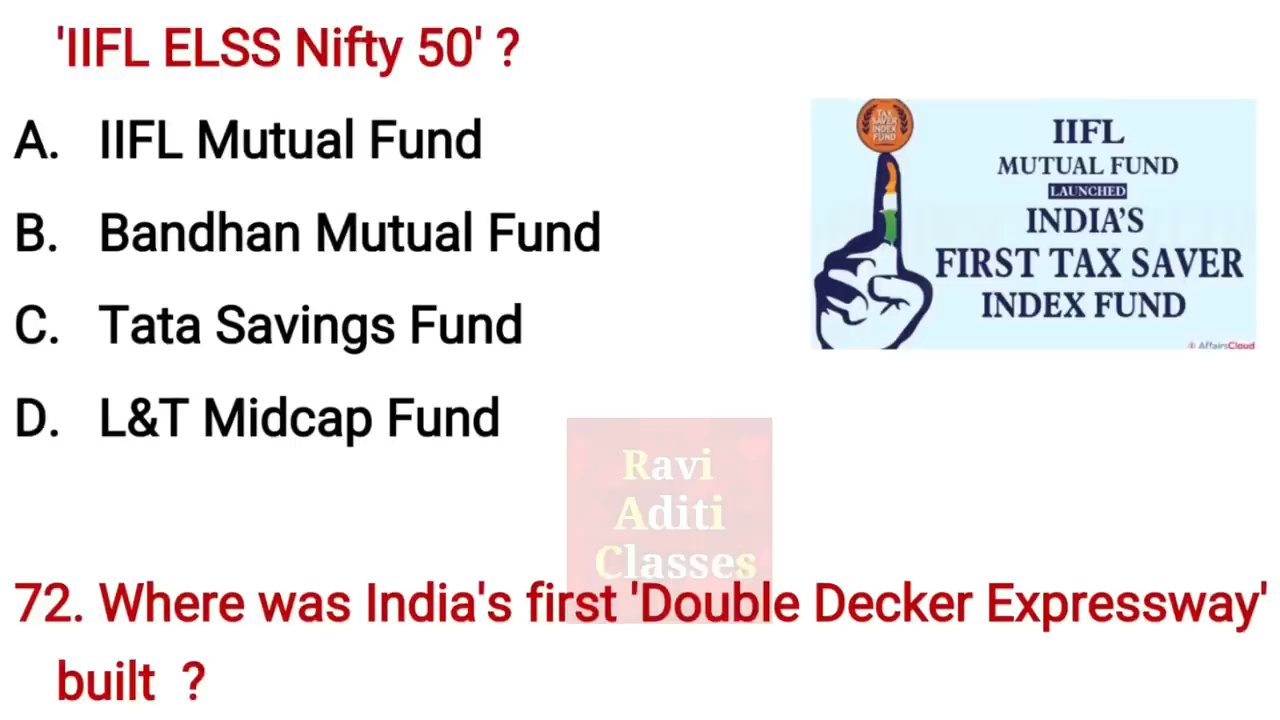 'IIFL ELSS Nifty 50' ?
A. IIFL Mutual Fund
B. Bandhan Mutual Fund
C. Tata Savings Fund
D. L&T Midcap Fund
TAX
SAVER
INDEX
FUND
IIFL
MUTUAL FUND
LAUNCHED
INDIA'S
FIRST TAX SAVER
INDEX FUND
AffairsCloud
Ravi
Aditi
Classes
72. Where was India's first 'Double Decker Expressway'
built ?